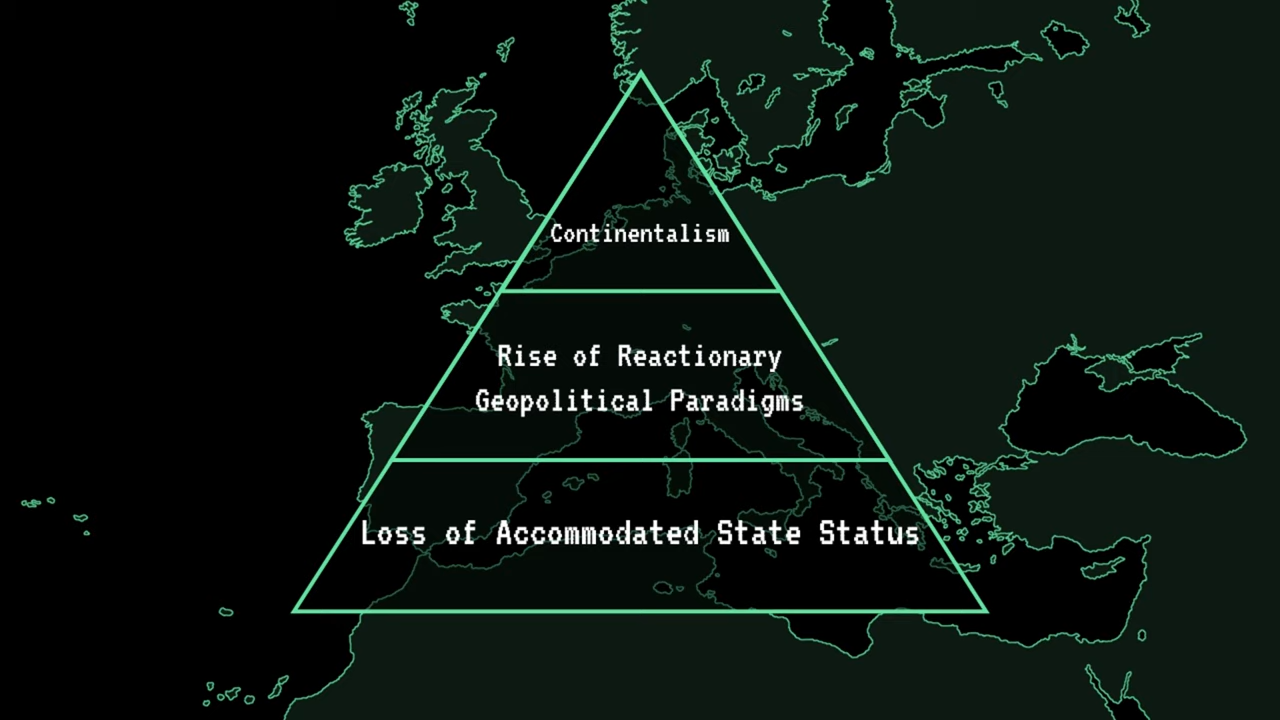 Continentalism
Rise of Reactionary
Geopolitical Paradigms
Loss of Accommodated State Status